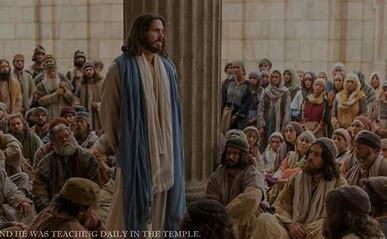 ND HE WAS TEACHING DAILY IN THE TEMPLE.